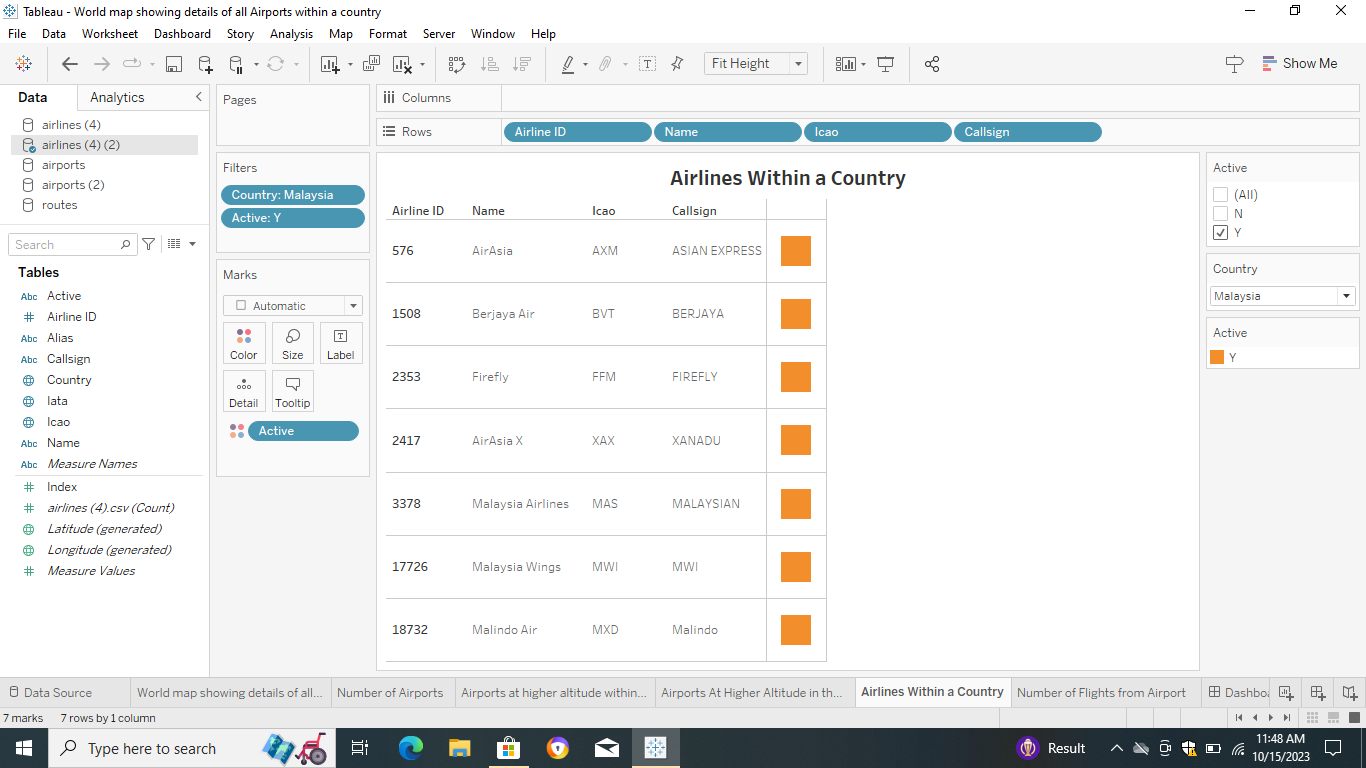 Tableau - World map showing details of all Airports within a country
File Data Worksheet Dashboard Story Analysis Map Format Server Window Help
Fit Height
Show Me
Data Analytics
airlines (4)
airlines (4) (2)
airports
airports (2)
routes
Search
Tables
Abc Active
# Airline ID
Abc Alias
Abc Callsign
Country
Iata
Icao
Abc Name
Abc Measure Names
# Index
# airlines (4).csv (Count)
Latitude (generated)
Longitude (generated)
# Measure Values
Pages
Filters
Country: Malaysia
Active: Y
Marks
Automatic
Color Size Label
Detail Tooltip
Active
Columns
Rows Airline ID Name Icao Callsign
Airlines Within a Country
Airline ID Name Icao Callsign
576 AirAsia AXM ASIAN EXPRESS
1508 Berjaya Air BVT BERJAYA
2353 Firefly FFM FIREFLY
2417 AirAsia X XAX XANADU
3378 Malaysia Airlines MAS MALAYSIAN
17726 Malaysia Wings MWI MWI
18732 Malindo Air MXD Malindo
Active
(All)
N
Y
Country
Malaysia
Active
Y
Data Source World map showing details of all... Number of Airports Airports at higher altitude within... Airports At Higher Altitude in th... Airlines Within a Country Number of Flights from Airport Dashboa
7 marks 7 rows by 1 column
Type here to search
Result
11:48 AM
10/15/2023